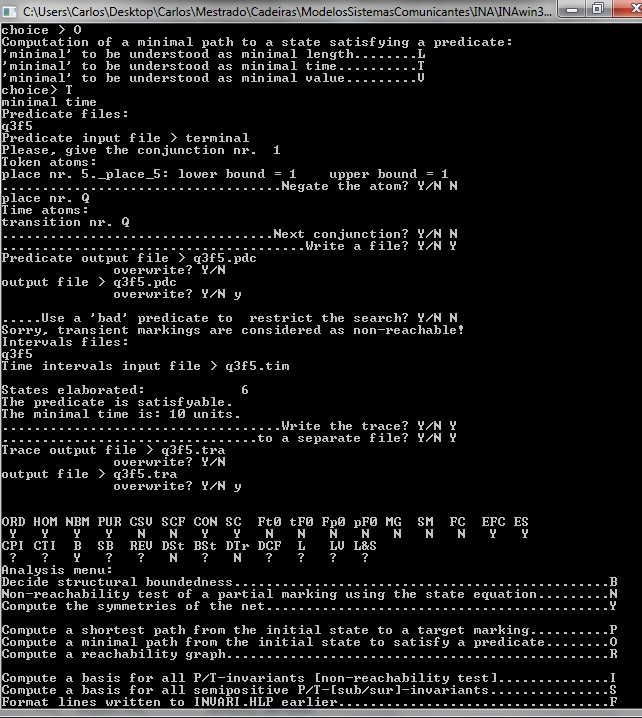 C:\Users\Carlos\Desktop\Carlos\Mestrado\Cadeiras\ModelosSistemasComunicantes\INA\INAwin3...
choice > O
Computation of a minimal path to a state satisfying a predicate:
'minimal' to be understood as minimal length........L
'minimal' to be understood as minimal time..........T
'minimal' to be understood as minimal value.........V
choice> T
minimal time
Predicate files:
q3f5
Predicate input file > terminal
Please, give the conjunction nr.  1
Token atoms:
place nr. 5._place_5: lower bound = 1    upper bound = 1
...................................Negate the atom? Y/N N
place nr. Q
Time atoms:
transition nr. Q
..................................Next conjunction? Y/N N
......................................Write a file? Y/N Y
Predicate output file > q3f5.pdc
              overwrite? Y/N
output file > q3f5.pdc
              overwrite? Y/N y
.....Use a 'bad' predicate to  restrict the search? Y/N N
Sorry, transient markings are considered as non-reachable!
Intervals files:
q3f5
Time intervals input file > q3f5.tim
States elaborated:            6
The predicate is satisfyable.
The minimal time is: 10 units.
...................................Write the trace? Y/N Y
................................to a separate file? Y/N Y
Trace output file > q3f5.tra
              overwrite? Y/N
output file > q3f5.tra
              overwrite? Y/N y
ORD HOM NBM PUR CSV SCF CON SC  Ft0 tF0 Fp0 pF0 MG  SM  FC  EFC ES
Y Y Y Y N N Y Y N N N N N N N Y Y
CPI CTI  B  SB  REV DSt BSt DTr DCF  L   LV L&S
? ? Y ? ? N ? N ? ? ? ?
Analysis menu:
Decide structural boundedness...............................................B
Non-reachability test of a partial marking using the state equation.........N
Compute the symmetries of the net...........................................Y
Compute a shortest path from the initial state to a target marking..........P
Compute a minimal path from the initial state to satisfy a predicate........O
Compute a reachability graph................................................R
Compute a basis for all P/T-invariants [non-reachability test]..............I
Compute a basis for all semipositive P/T-[sub/sur]-invariants...............S
Format lines written to INVARI.HLP earlier..................................F